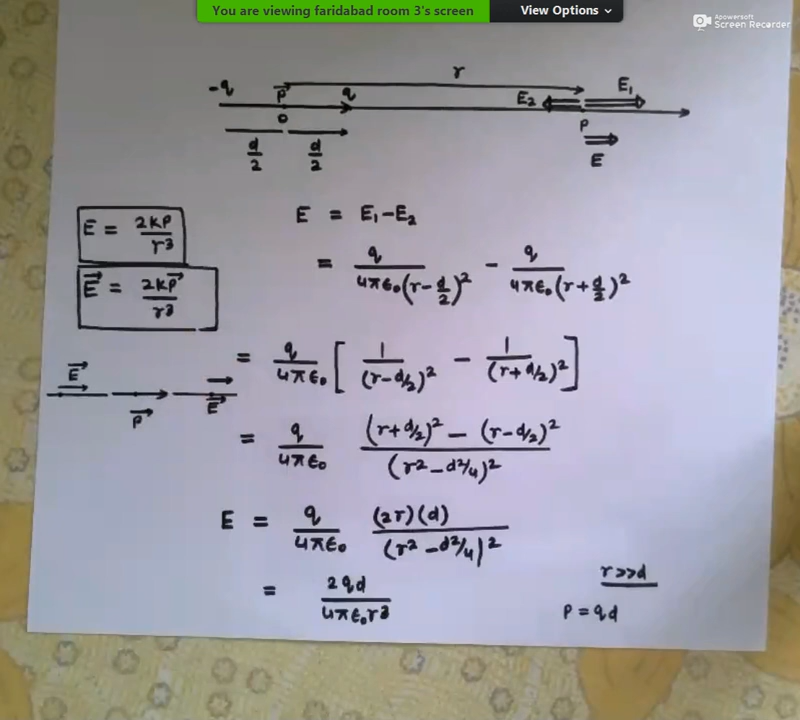 You are viewing faridabad room 3's screen
View Options
Apowersoft
Screen Recorder
r
-q p⃗ q E₂ E₁
O P
d/2 d/2 E
E = 2kp/r³
E⃗ = 2kp⃗/r³
E = E₁-E₂
= q/4πε₀(r-d/2)² - q/4πε₀(r+d/2)²
= q/4πε₀ [ 1/(r-d/2)² - 1/(r+d/2)² ]
E⃗ p⃗ E⃗
= q/4πε₀ (r+d/2)² - (r-d/2)²/(r²-d²/4)²
E = q/4πε₀ (2r)(d)/(r²-d²/4)²
= 2qd/4πε₀r³
r>>d
P = qd